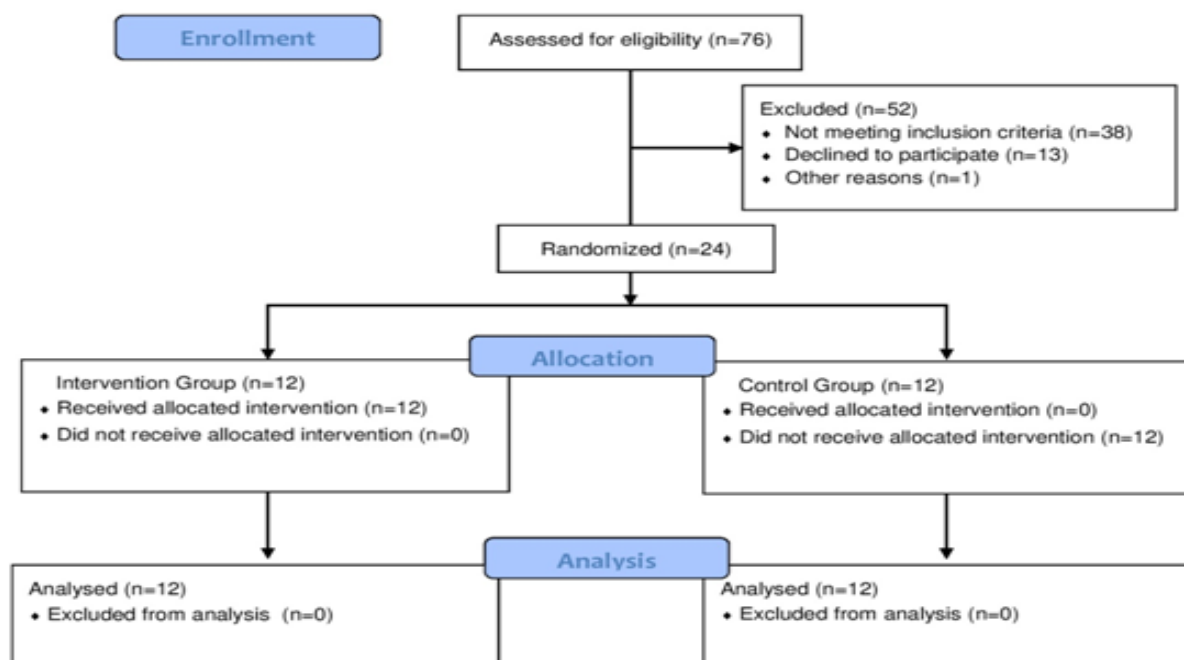 Enrollment
Assessed for eligibility (n=76)
Excluded (n=52)
⬥ Not meeting inclusion criteria (n=38)
⬥ Declined to participate (n=13)
⬥ Other reasons (n=1)
Randomized (n=24)
Allocation
Intervention Group (n=12)
⬥ Received allocated intervention (n=12)
⬥ Did not receive allocated intervention (n=0)
Control Group (n=12)
⬥ Received allocated intervention (n=0)
⬥ Did not receive allocated intervention (n=12)
Analysis
Analysed (n=12)
⬥ Excluded from analysis (n=0)
Analysed (n=12)
⬥ Excluded from analysis (n=0)